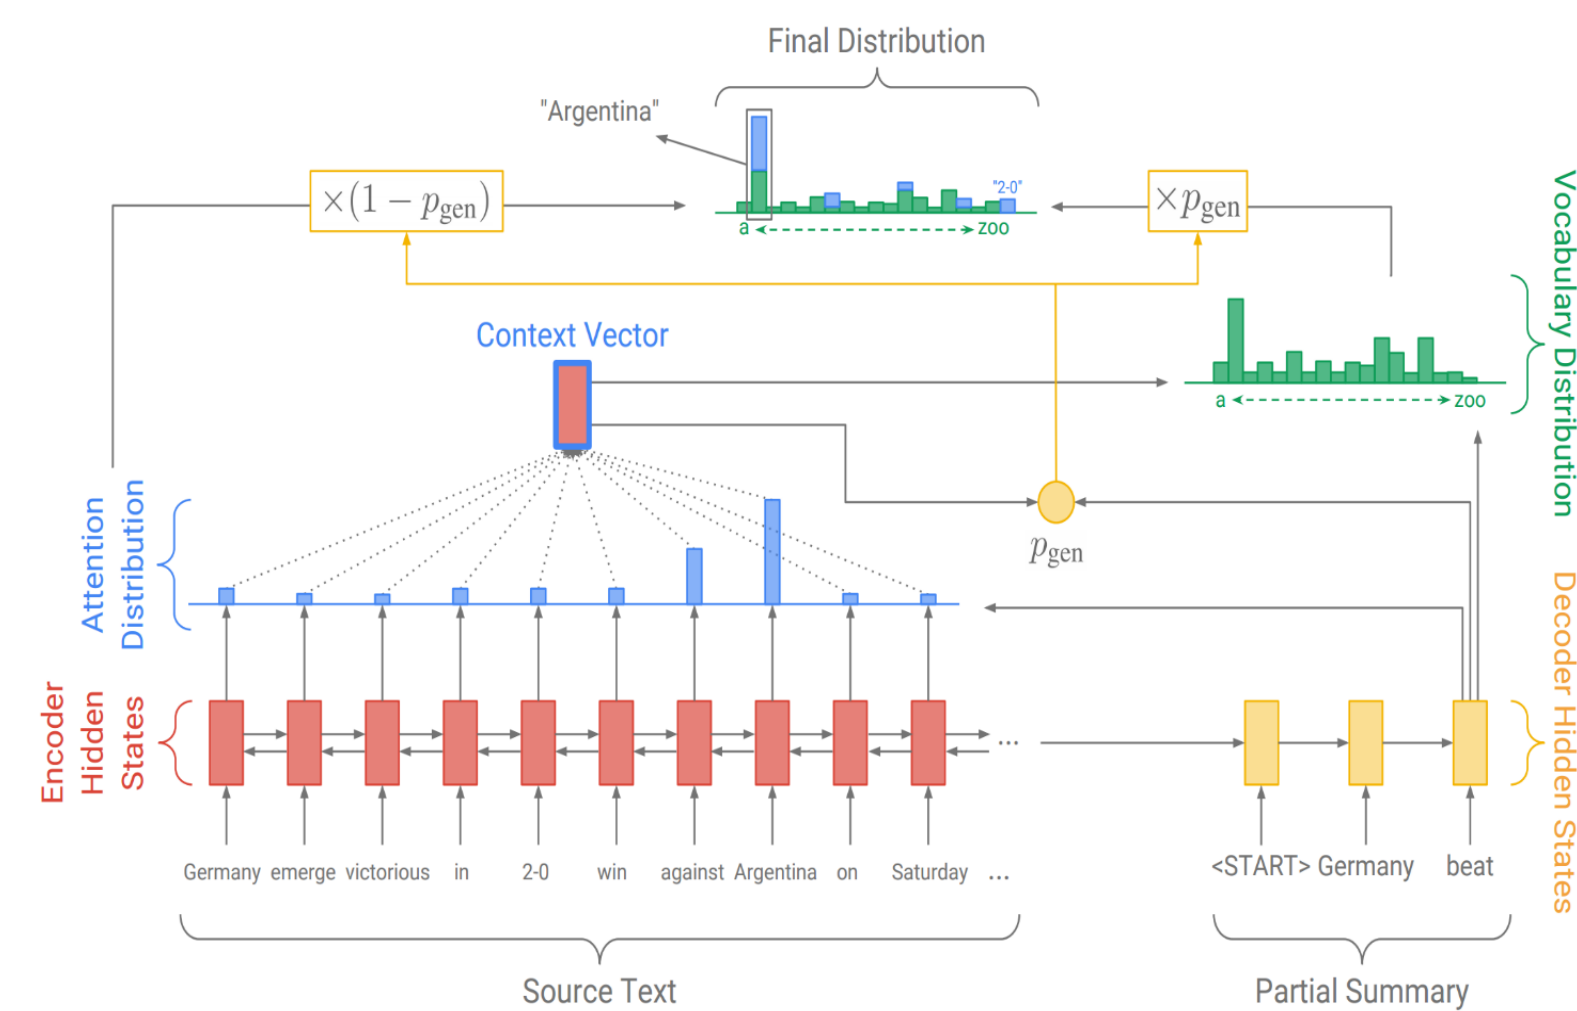 Final Distribution
"Argentina"
×(1 − pgen)
×pgen
"2-0"
a
zoo
Context Vector
Vocabulary Distribution
a
zoo
Attention
Distribution
pgen
Encoder
Hidden
States
...
Decoder Hidden States
Germany emerge victorious in 2-0 win against Argentina on Saturday ...
<START> Germany beat
Source Text
Partial Summary